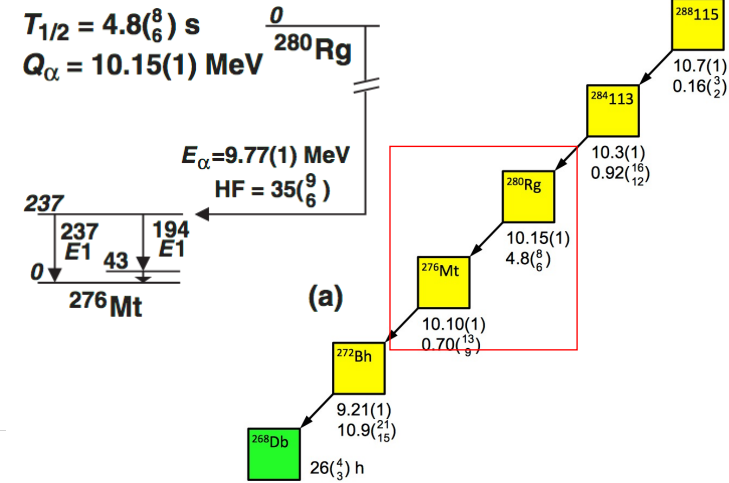 T1/2 = 4.8(8 6) s
Qα = 10.15(1) MeV
0
280Rg
Eα=9.77(1) MeV
HF = 35(9 6)
237
237
E1
194
E1
43
0
276Mt
(a)
288115
10.7(1)
0.16(3 2)
284113
10.3(1)
0.92(16 12)
280Rg
10.15(1)
4.8(8 6)
276Mt
10.10(1)
0.70(13 9)
272Bh
9.21(1)
10.9(21 15)
268Db
26(4 3) h